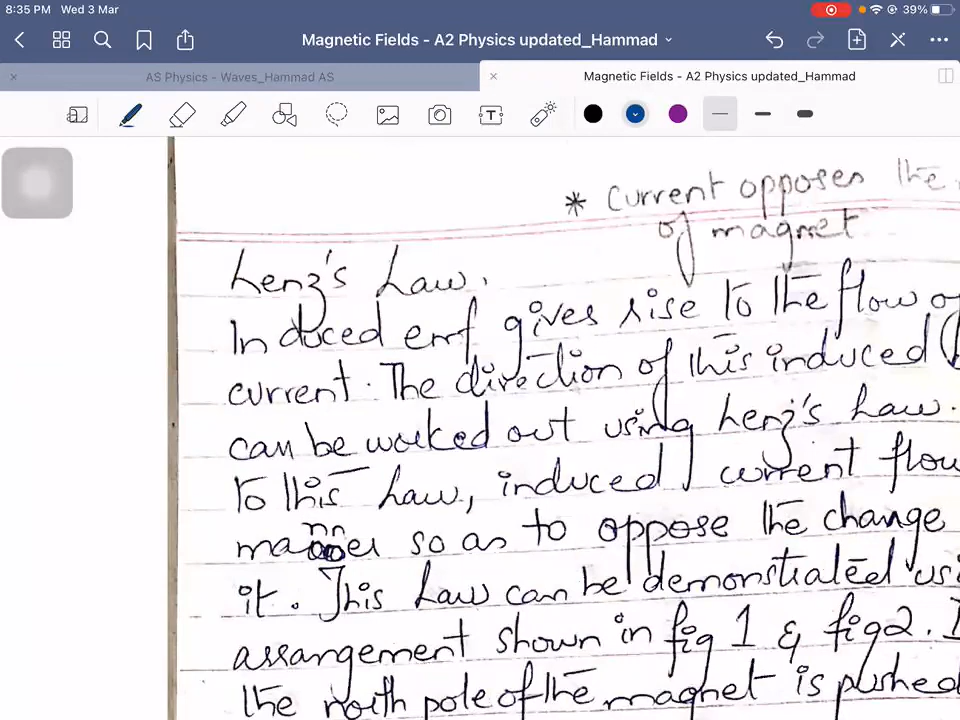 8:35 PM Wed 3 Mar
39%
Magnetic Fields - A2 Physics updated_Hammad
AS Physics - Waves_Hammad AS
Magnetic Fields - A2 Physics updated_Hammad
* Current opposes the
of magnet
Lenz's Law.
Induced emf gives rise to the flow of
current. The direction of this induced
can be worked out using Lenz's Law.
to this Law, induced current flow
manner so as to oppose the change
it. This Law can be demonstrated usi
arrangement shown in fig 1 & fig2.
the north pole of the magnet is pushed